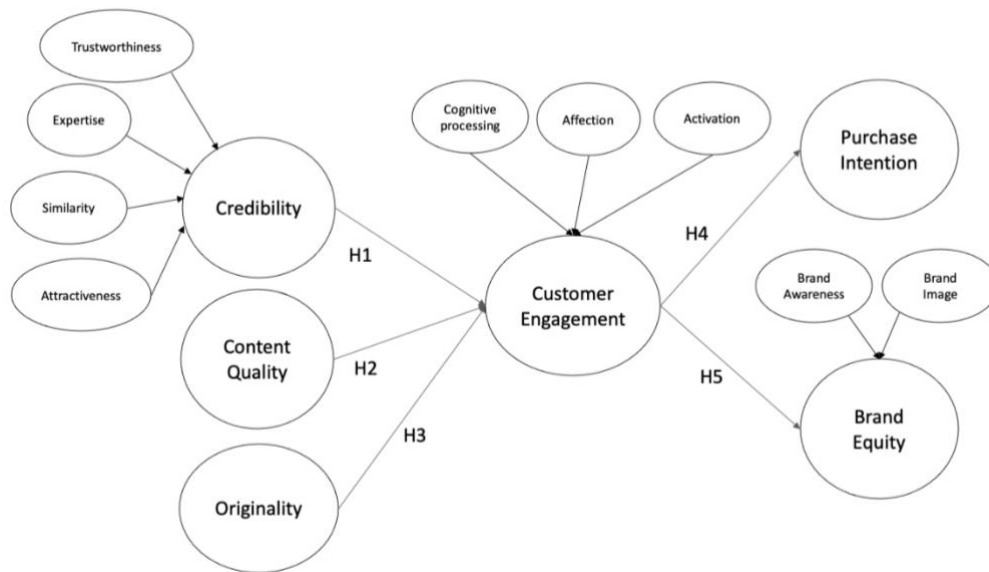 Trustworthiness
Expertise
Similarity
Attractiveness
Credibility
H1
Content
Quality
H2
H3
Originality
Cognitive
processing
Affection
Activation
Customer
Engagement
H4
H5
Purchase
Intention
Brand
Awareness
Brand
Image
Brand
Equity